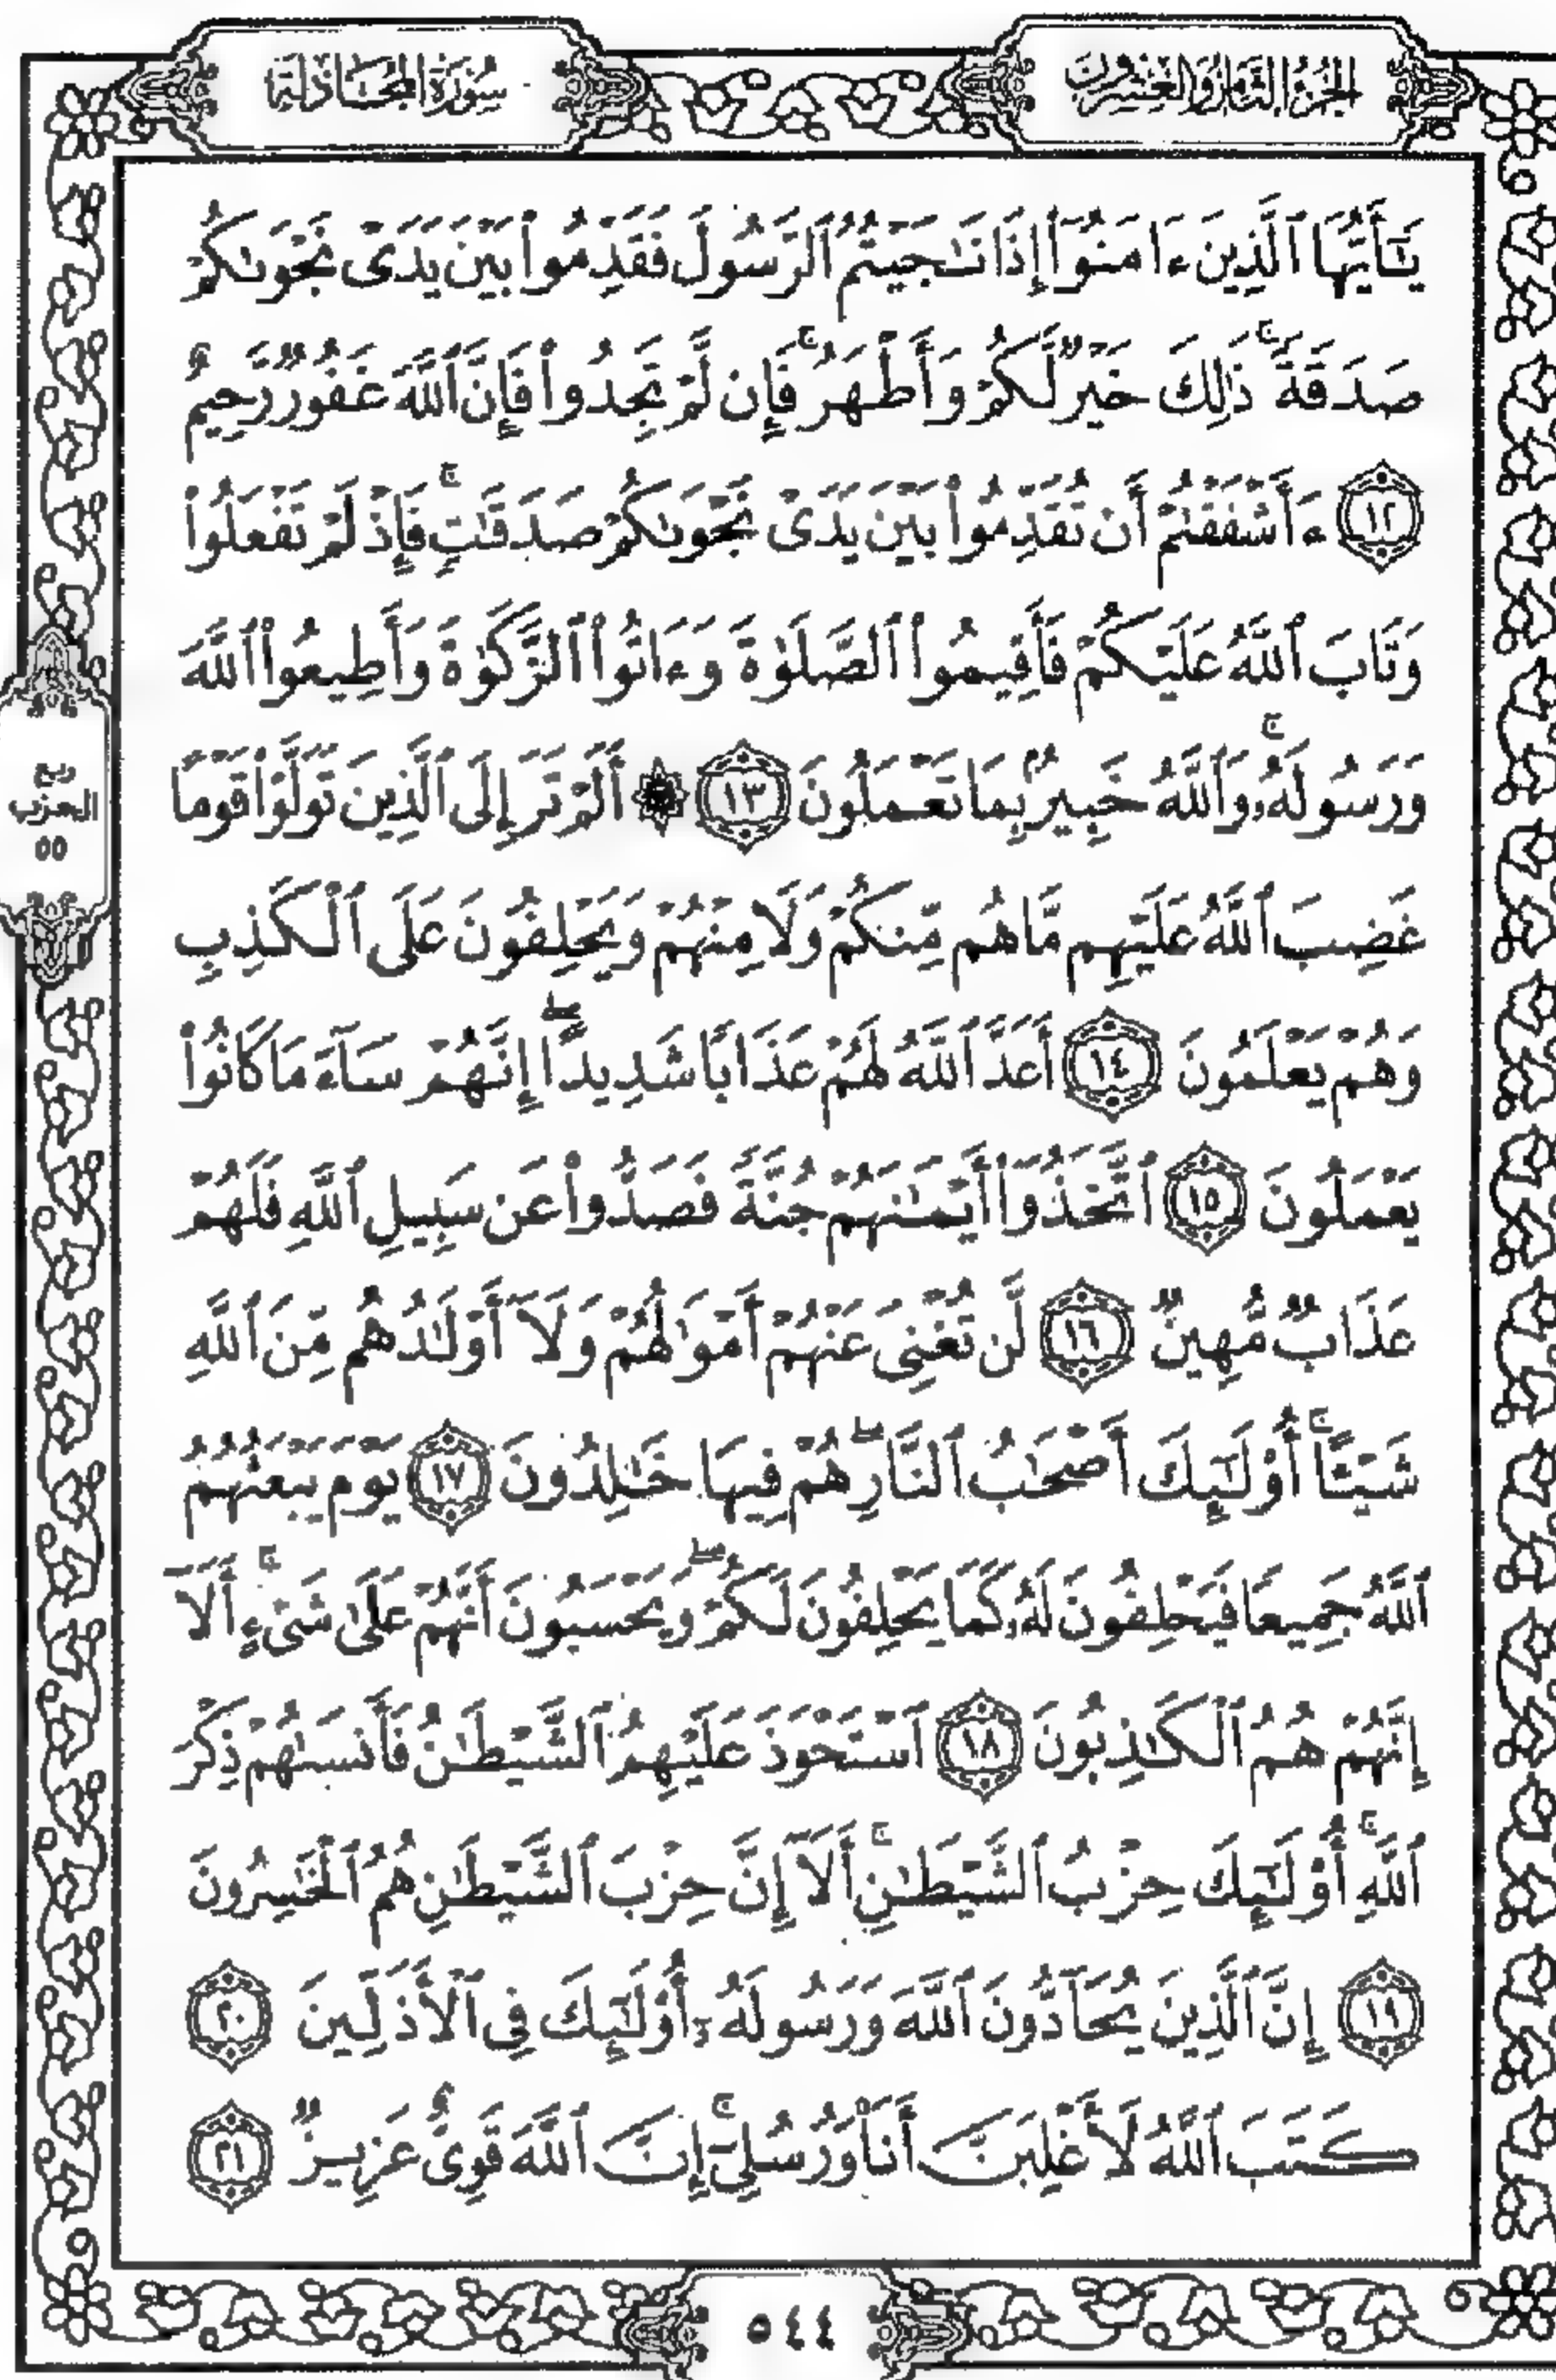 الجزء الثامن والعشرون
سورة المجادلة
يَٰٓأَيُّهَا ٱلَّذِينَ ءَامَنُوٓا۟ إِذَا نَٰجَيْتُمُ ٱلرَّسُولَ فَقَدِّمُوا۟ بَيْنَ يَدَىْ نَجْوَىٰكُمْ
صَدَقَةً ۚ ذَٰلِكَ خَيْرٌ لَّكُمْ وَأَطْهَرُ ۚ فَإِن لَّمْ تَجِدُوا۟ فَإِنَّ ٱللَّهَ غَفُورٌ رَّحِيمٌ
١٢ ءَأَشْفَقْتُمْ أَن تُقَدِّمُوا۟ بَيْنَ يَدَىْ نَجْوَىٰكُمْ صَدَقَٰتٍ ۚ فَإِذْ لَمْ تَفْعَلُوا۟
وَتَابَ ٱللَّهُ عَلَيْكُمْ فَأَقِيمُوا۟ ٱلصَّلَوٰةَ وَءَاتُوا۟ ٱلزَّكَوٰةَ وَأَطِيعُوا۟ ٱللَّهَ
وَرَسُولَهُۥ ۚ وَٱللَّهُ خَبِيرٌۢ بِمَا تَعْمَلُونَ ١٣ ۞ أَلَمْ تَرَ إِلَى ٱلَّذِينَ تَوَلَّوْا۟ قَوْمًا
غَضِبَ ٱللَّهُ عَلَيْهِم مَّا هُم مِّنكُمْ وَلَا مِنْهُمْ وَيَحْلِفُونَ عَلَى ٱلْكَذِبِ
وَهُمْ يَعْلَمُونَ ١٤ أَعَدَّ ٱللَّهُ لَهُمْ عَذَابًا شَدِيدًا ۖ إِنَّهُمْ سَآءَ مَا كَانُوا۟
يَعْمَلُونَ ١٥ ٱتَّخَذُوٓا۟ أَيْمَٰنَهُمْ جُنَّةً فَصَدُّوا۟ عَن سَبِيلِ ٱللَّهِ فَلَهُمْ
عَذَابٌ مُّهِينٌ ١٦ لَّن تُغْنِىَ عَنْهُمْ أَمْوَٰلُهُمْ وَلَآ أَوْلَٰدُهُم مِّنَ ٱللَّهِ
شَيْـًٔا ۚ أُو۟لَٰٓئِكَ أَصْحَٰبُ ٱلنَّارِ ۖ هُمْ فِيهَا خَٰلِدُونَ ١٧ يَوْمَ يَبْعَثُهُمُ
ٱللَّهُ جَمِيعًا فَيَحْلِفُونَ لَهُۥ كَمَا يَحْلِفُونَ لَكُمْ ۖ وَيَحْسَبُونَ أَنَّهُمْ عَلَىٰ شَىْءٍ ۚ أَلَآ
إِنَّهُمْ هُمُ ٱلْكَٰذِبُونَ ١٨ ٱسْتَحْوَذَ عَلَيْهِمُ ٱلشَّيْطَٰنُ فَأَنسَىٰهُمْ ذِكْرَ
ٱللَّهِ ۚ أُو۟لَٰٓئِكَ حِزْبُ ٱلشَّيْطَٰنِ ۚ أَلَآ إِنَّ حِزْبَ ٱلشَّيْطَٰنِ هُمُ ٱلْخَٰسِرُونَ
١٩ إِنَّ ٱلَّذِينَ يُحَآدُّونَ ٱللَّهَ وَرَسُولَهُۥٓ أُو۟لَٰٓئِكَ فِى ٱلْأَذَلِّينَ ٢٠
كَتَبَ ٱللَّهُ لَأَغْلِبَنَّ أَنَا۠ وَرُسُلِىٓ ۚ إِنَّ ٱللَّهَ قَوِىٌّ عَزِيزٌ ٢١
ربع
الحزب
٥٥
٥٤٤